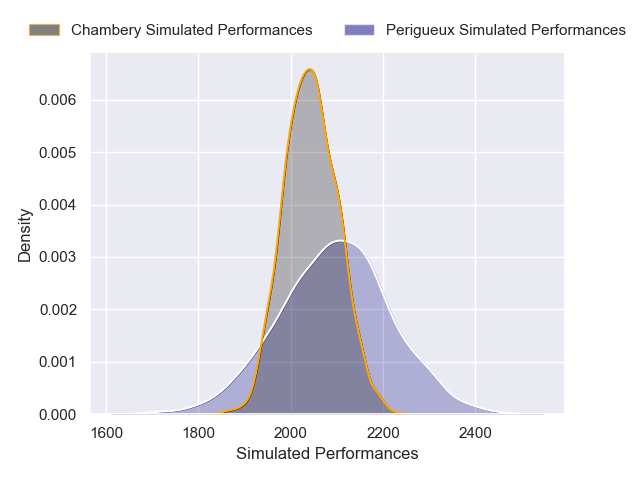 Chambery Simulated Performances
Perigueux Simulated Performances
0.006
0.005
0.004
0.003
0.002
0.001
0.000
Density
1600 1800 2000 2200 2400
Simulated Performances